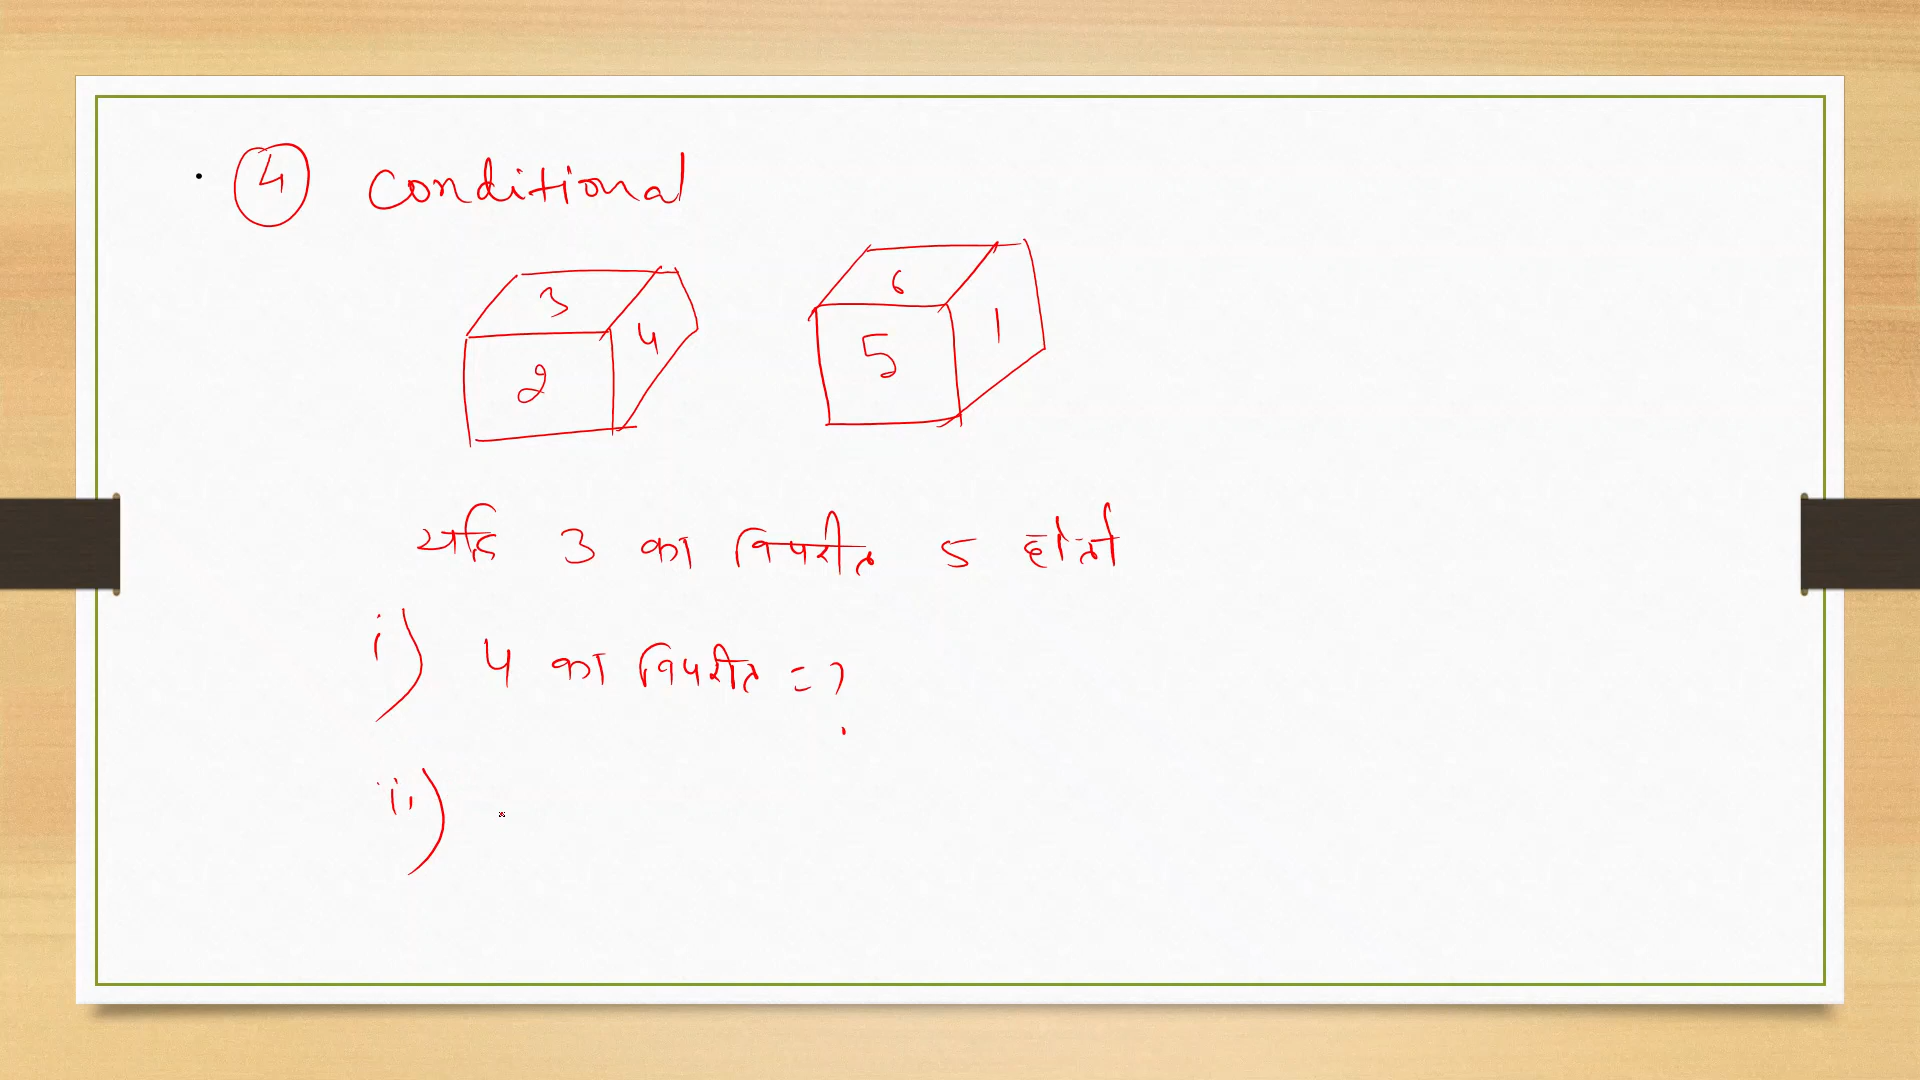 • 4 Conditional
3 4 2
6 5 1
यदि 3 का विपरीत 5 हो तो
i) 4 का विपरीत = ?
ii)